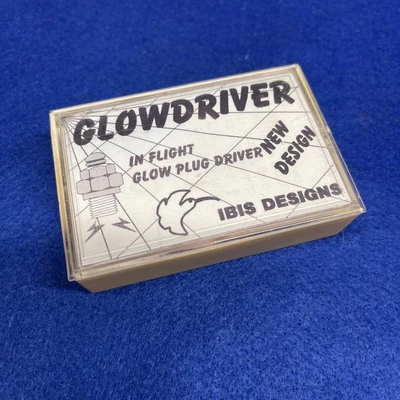 GLOWDRIVER
IN FLIGHT
GLOW PLUG DRIVER
NEW
DESIGN
IBIS DESIGNS